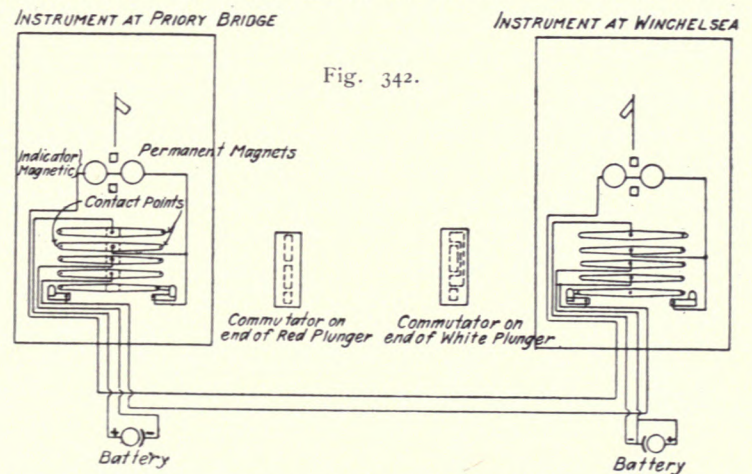 INSTRUMENT AT PRIORY BRIDGE
INSTRUMENT AT WINCHELSEA
Fig. 342.
Indicator
Magnetic
Permanent Magnets
Contact Points
Commutator on
end of Red Plunger
Commutator on
end of White Plunger
+ -
Battery
- +
Battery